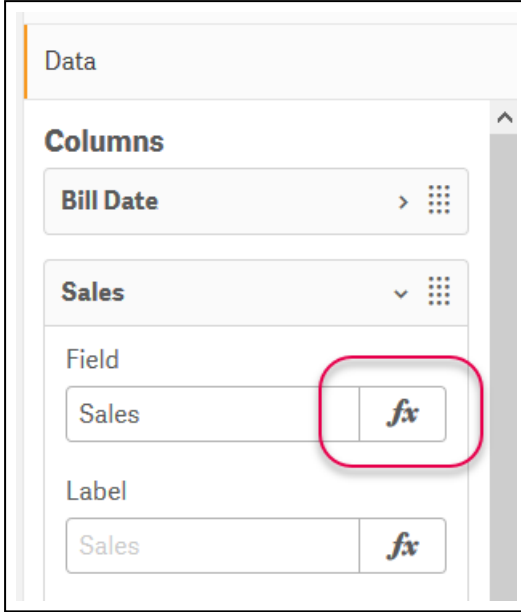 Data
Columns
Bill Date
Sales
Field
Sales fx
Label
Sales fx